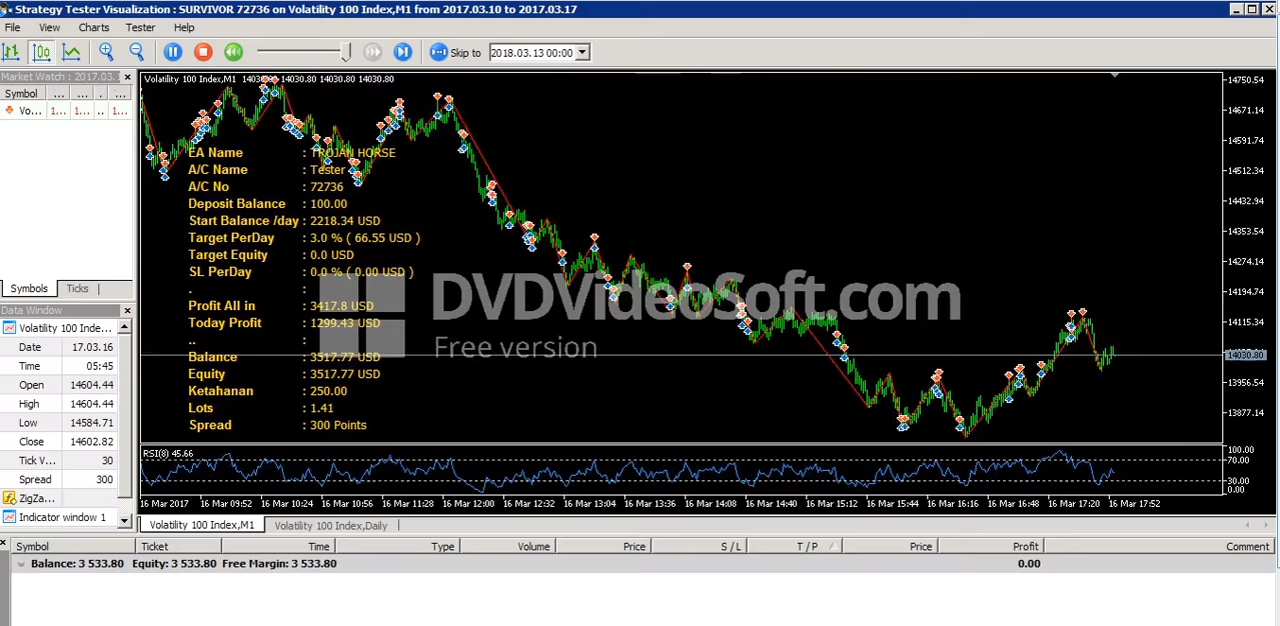 Strategy Tester Visualization : SURVIVOR 72736 on Volatility 100 Index,M1 from 2017.03.10 to 2017.03.17
File View Charts Tester Help
Skip to 2018.03.13 00:00
Market Watch : 2017.03.
Symbol ... ... . ...
Vo... 1... 1... .. 1...
Symbols Ticks
Data Window
Volatility 100 Inde...
Date 17.03.16
Time 05:45
Open 14604.44
High 14604.44
Low 14584.71
Close 14602.82
Tick V... 30
Spread 300
ZigZa...
Indicator window 1
Volatility 100 Index,M1 14030.80 14030.80 14030.80 14030.80
EA Name : TROJAN HORSE
A/C Name : Tester
A/C No : 72736
Deposit Balance : 100.00
Start Balance /day : 2218.34 USD
Target PerDay : 3.0 % ( 66.55 USD )
Target Equity : 0.0 USD
SL PerDay : 0.0 % ( 0.00 USD )
. :
Profit All in : 3417.8 USD
Today Profit : 1299.43 USD
.. :
Balance : 3517.77 USD
Equity : 3517.77 USD
Ketahanan : 250.00
Lots : 1.41
Spread : 300 Points
DVDVideoSoft.com
Free version
14750.54
14671.14
14591.74
14512.34
14432.94
14353.54
14274.14
14194.74
14115.34
14030.80
13956.54
13877.14
RSI(8) 45.66
100.00
70.00
30.00
0.00
16 Mar 2017 16 Mar 09:52 16 Mar 10:24 16 Mar 10:56 16 Mar 11:28 16 Mar 12:00 16 Mar 12:32 16 Mar 13:04 16 Mar 13:36 16 Mar 14:08 16 Mar 14:40 16 Mar 15:12 16 Mar 15:44 16 Mar 16:16 16 Mar 16:48 16 Mar 17:20 16 Mar 17:52
Volatility 100 Index,M1 Volatility 100 Index,Daily
Symbol Ticket Time Type Volume Price S / L T / P Price Profit Comment
Balance: 3 533.80 Equity: 3 533.80 Free Margin: 3 533.80 0.00